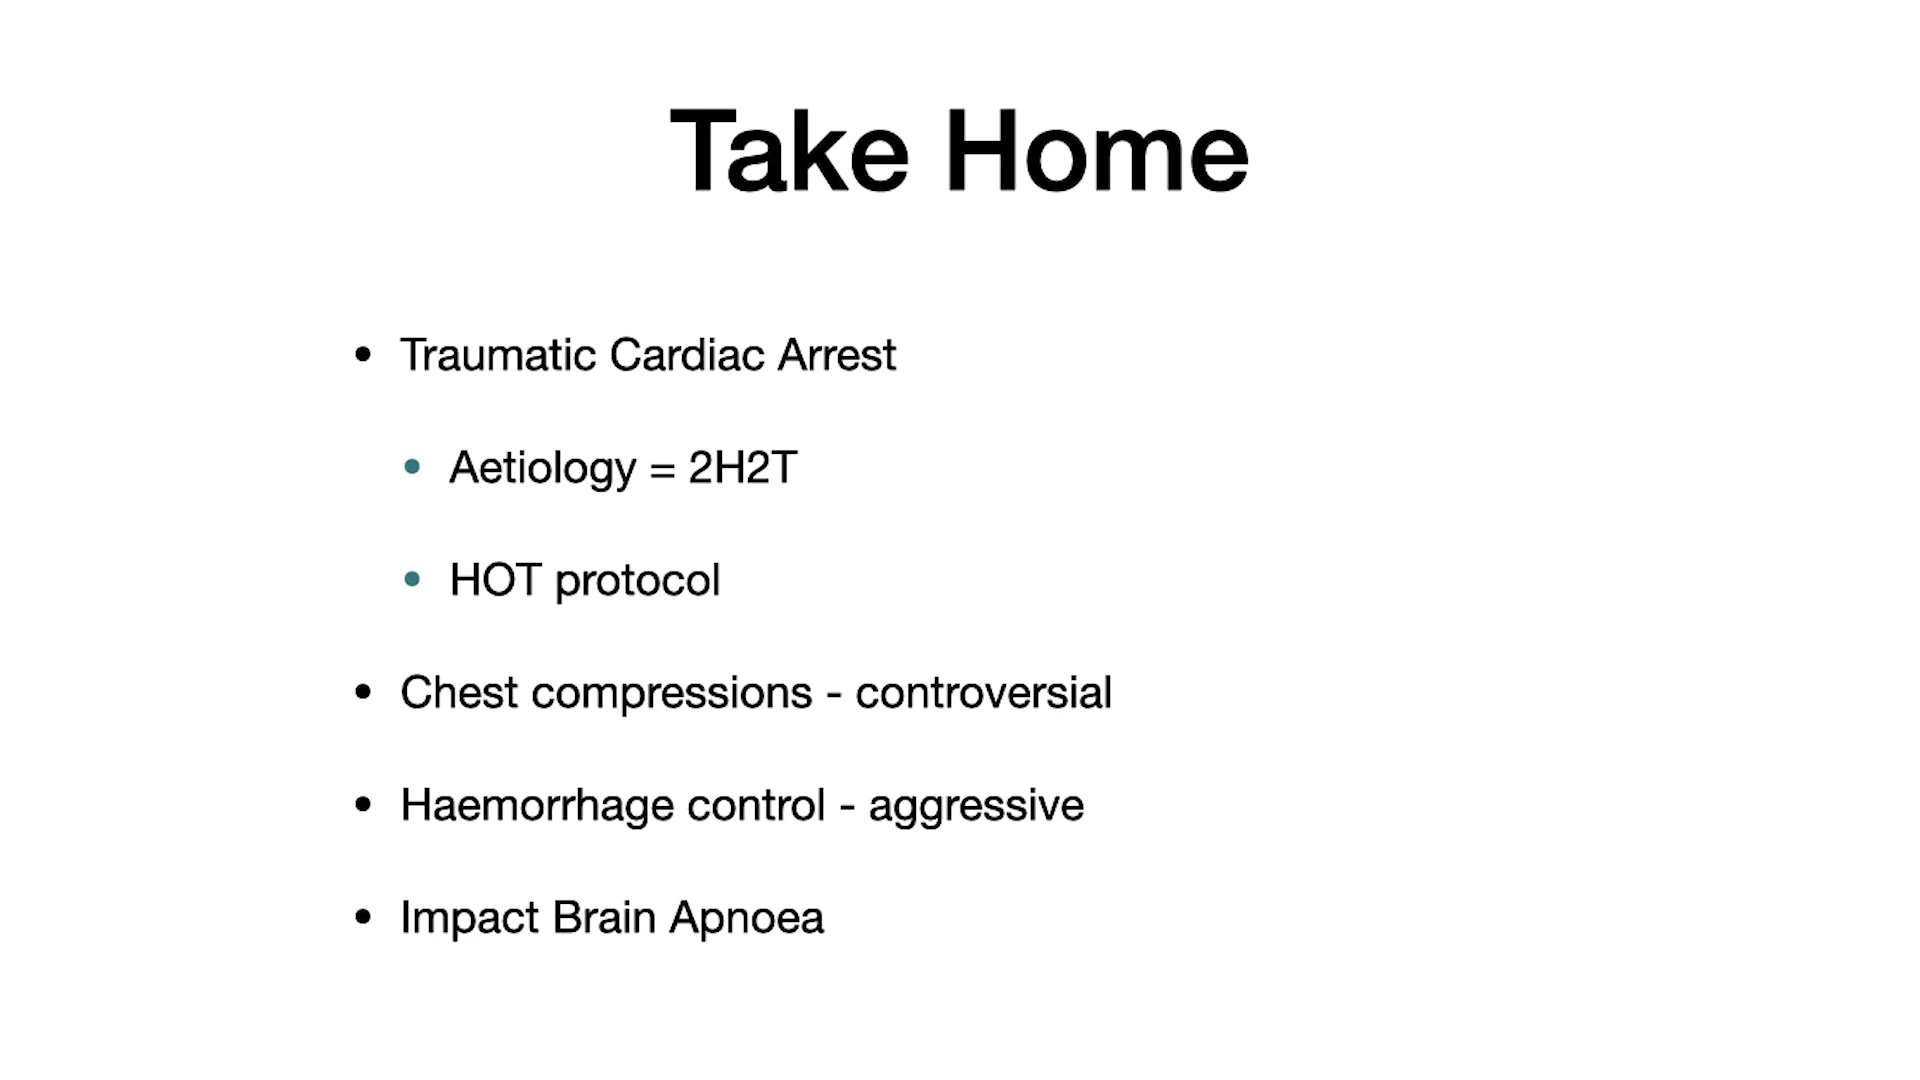 Take Home
• Traumatic Cardiac Arrest
• Aetiology = 2H2T
• HOT protocol
• Chest compressions - controversial
• Haemorrhage control - aggressive
• Impact Brain Apnoea